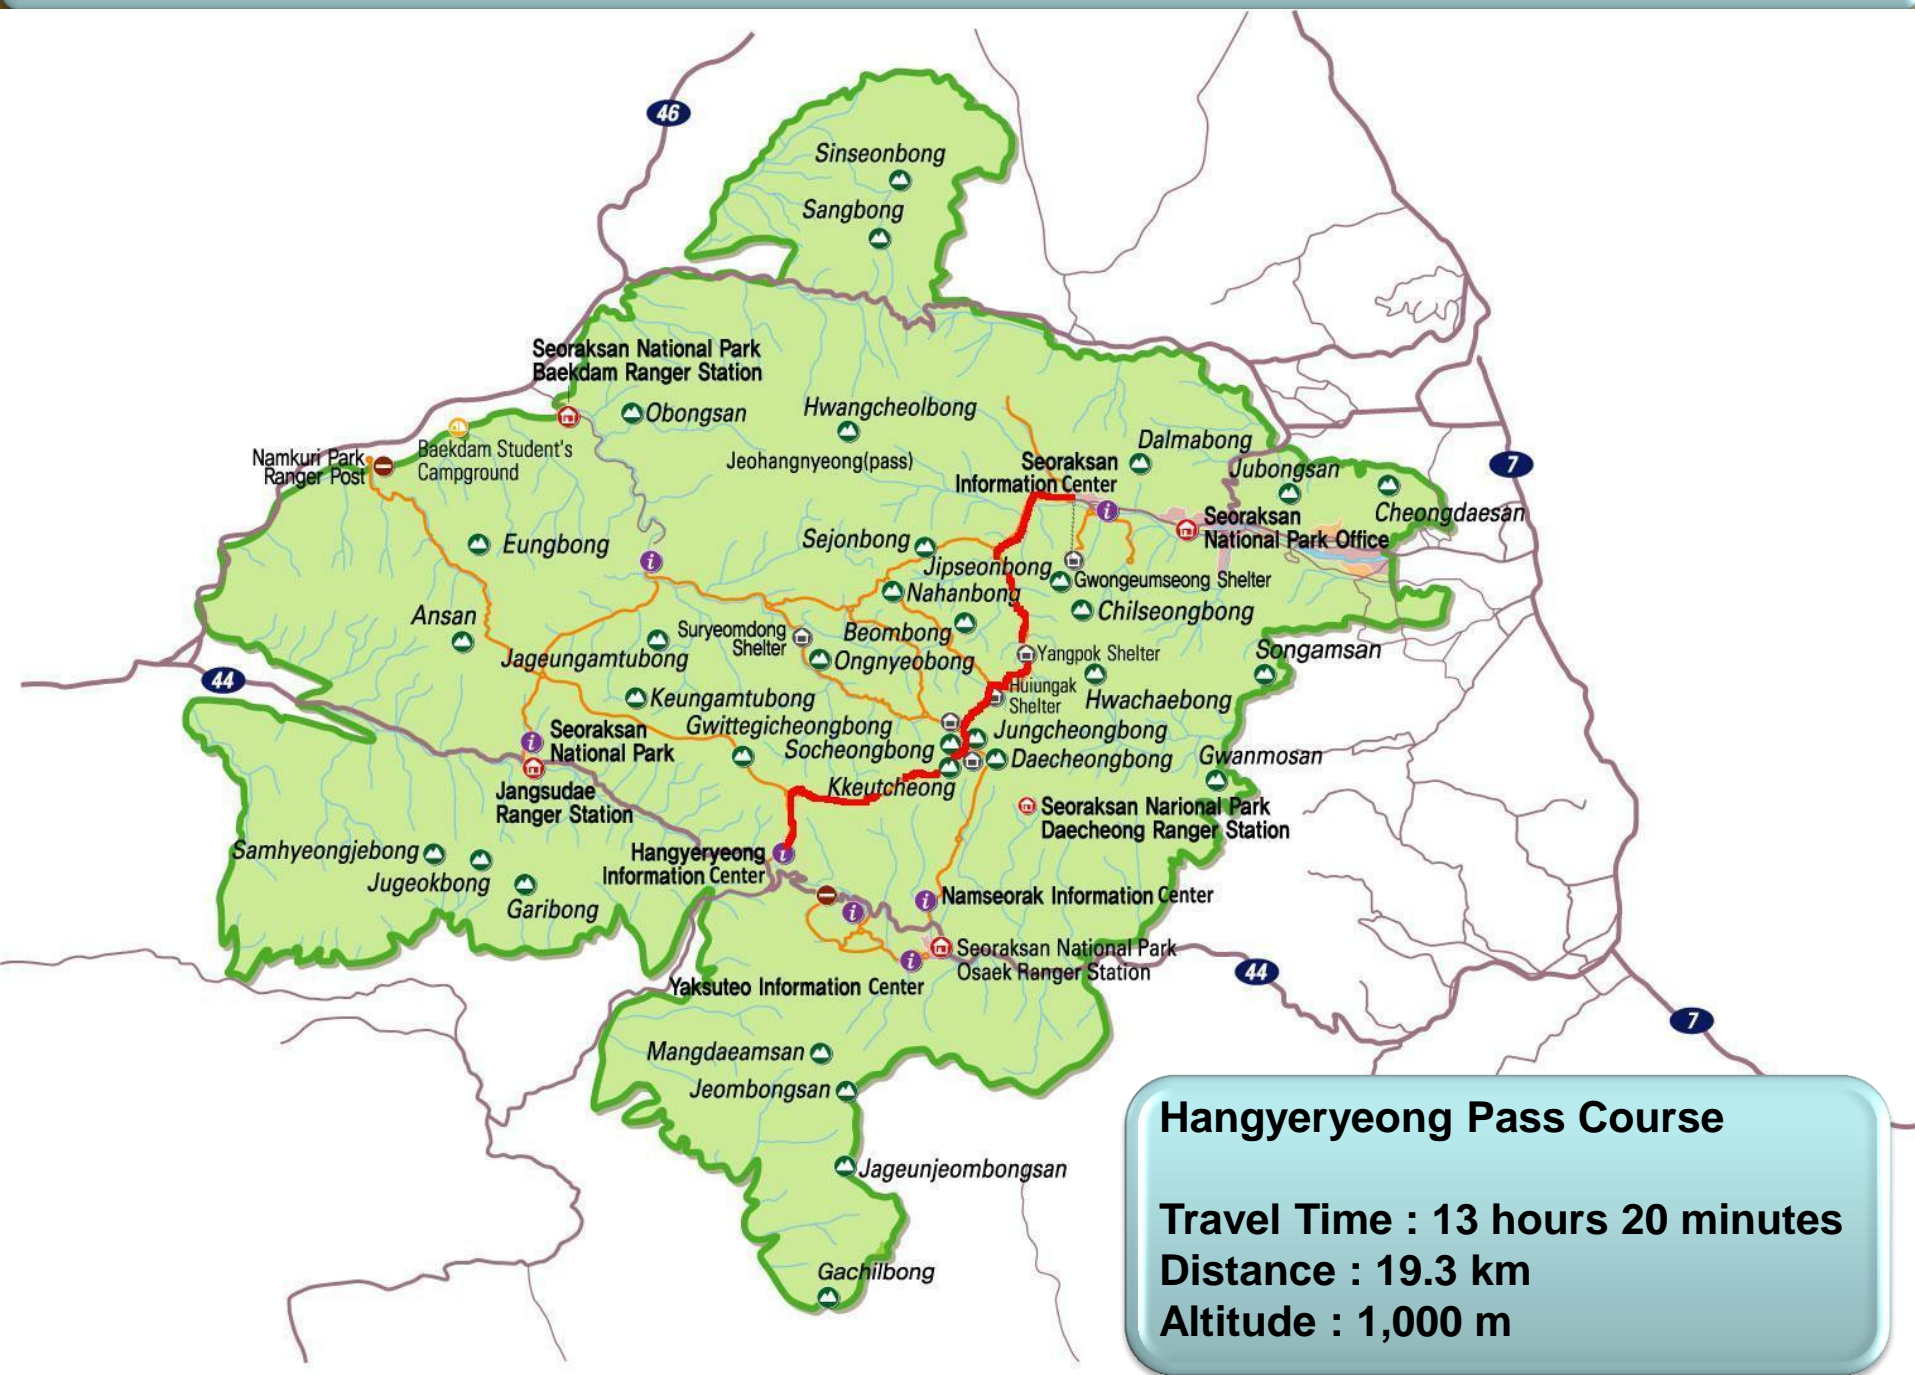 46
Sinseonbong
Sangbong
Seoraksan National Park
Baekdam Ranger Station
Obongsan
Hwangcheolbong
Baekdam Student's
Campground
Namkuri Park
Ranger Post
Jeohangnyeong(pass)
Seoraksan
Information Center
Dalmabong
Jubongsan
7
Cheongdaesan
Seoraksan
National Park Office
Eungbong
Sejonbong
Jipseonbong
Gwongeumseong Shelter
Nahanbong
Chilseongbong
Ansan
Suryeomdong
Shelter
Beombong
Jageungamtubong
Ongnyeobong
Yangpok Shelter
Songamsan
44
Keungamtubong
Huiungak
Shelter
Hwachaebong
Gwittegicheongbong
Seoraksan
National Park
Jungcheongbong
Socheongbong
Daecheongbong
Gwanmosan
Kkeutcheong
Jangsudae
Ranger Station
Seoraksan Narional Park
Daecheong Ranger Station
Samhyeongjebong
Jugeokbong
Garibong
Hangyeryeong
Information Center
Namseorak Information Center
Seoraksan National Park
Osaek Ranger Station
44
Yaksuteo Information Center
7
Mangdaeamsan
Jeombongsan
Jageunjeombongsan
Gachilbong
Hangyeryeong Pass Course
Travel Time : 13 hours 20 minutes
Distance : 19.3 km
Altitude : 1,000 m